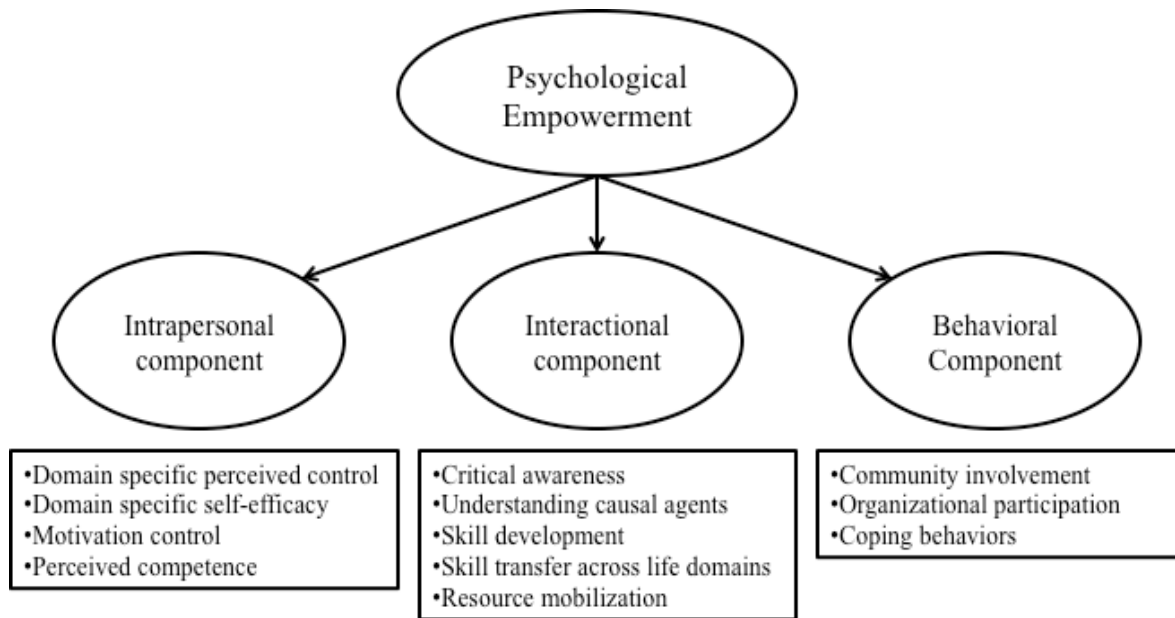 Psychological
Empowerment
Intrapersonal
component
Interactional
component
Behavioral
Component
•Domain specific perceived control
•Domain specific self-efficacy
•Motivation control
•Perceived competence
•Critical awareness
•Understanding causal agents
•Skill development
•Skill transfer across life domains
•Resource mobilization
•Community involvement
•Organizational participation
•Coping behaviors